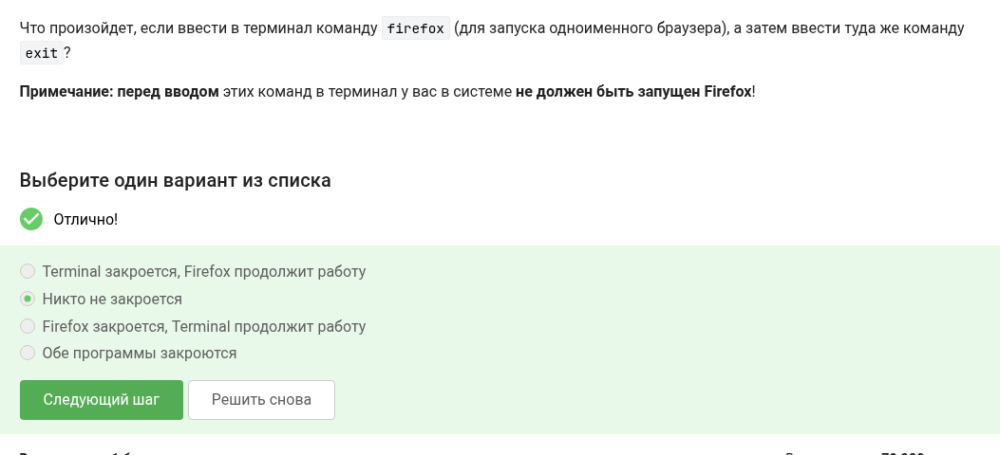 Что произойдет, если ввести в терминал команду firefox (для запуска одноименного браузера), а затем ввести туда же команду
exit?
Примечание: перед вводом этих команд в терминал у вас в системе не должен быть запущен Firefox!
Выберите один вариант из списка
Отлично!
Terminal закроется, Firefox продолжит работу
Никто не закроется
Firefox закроется, Terminal продолжит работу
Обе программы закроются
Следующий шаг
Решить снова